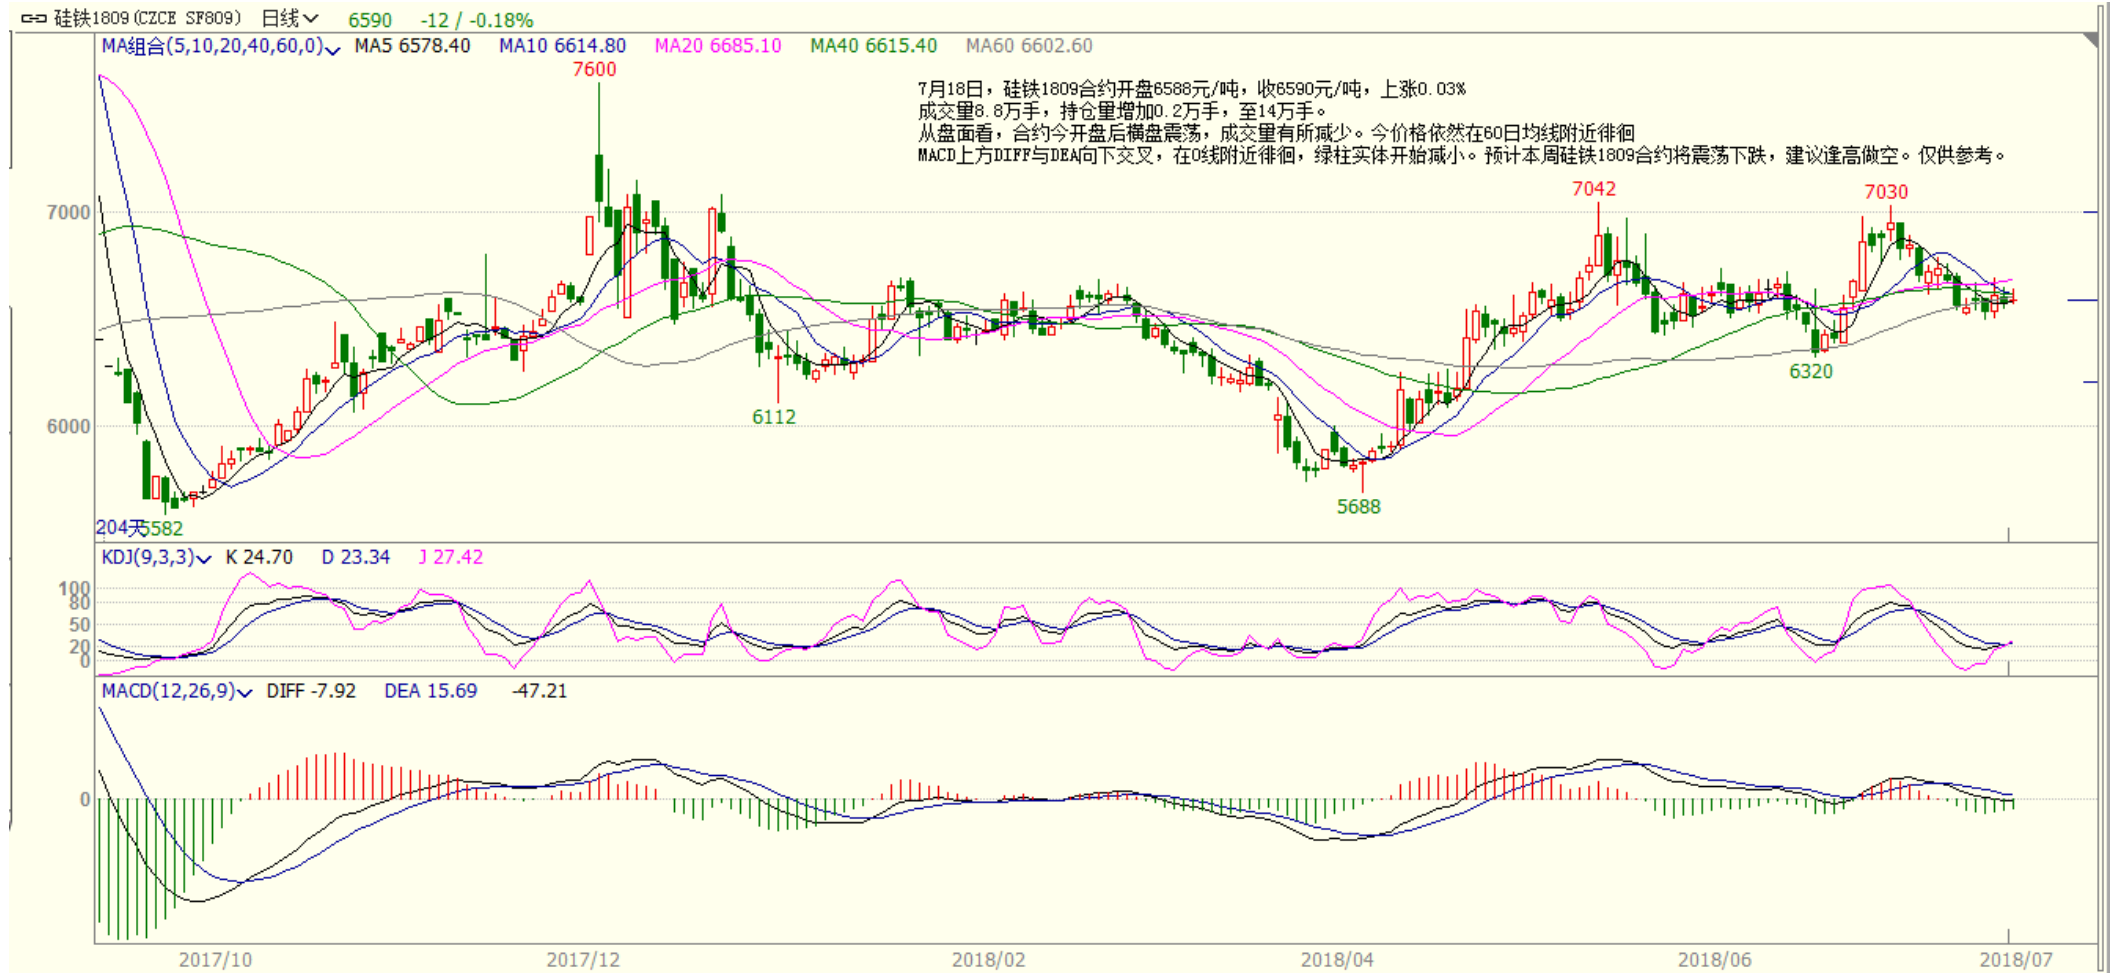 硅铁1809(CZCE SF809) 日线 6590 -12 / -0.18%
MA组合(5,10,20,40,60,0) MA5 6578.40 MA10 6614.80 MA20 6685.10 MA40 6615.40 MA60 6602.60
7600
7月18日，硅铁1809合约开盘6588元/吨，收6590元/吨，上涨0.03%
成交量8.8万手，持仓量增加0.2万手，至14万手。
从盘面看，合约今开盘后横盘震荡，成交量有所减少。今价格依然在60日均线附近徘徊
MACD上方DIFF与DEA向下交叉，在0线附近徘徊，绿柱实体开始减小。预计本周硅铁1809合约将震荡下跌，建议逢高做空。仅供参考。
7042
7030
7000
6320
6112
6000
5688
204天
5582
KDJ(9,3,3) K 24.70 D 23.34 J 27.42
100
80
50
20
0
MACD(12,26,9) DIFF -7.92 DEA 15.69 -47.21
0
2017/10 2017/12 2018/02 2018/04 2018/06 2018/07